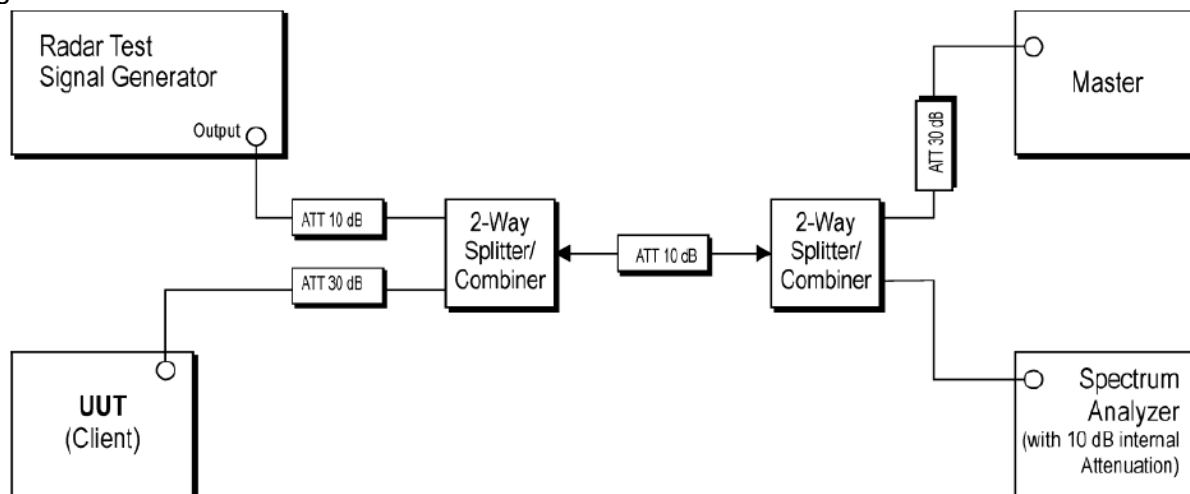 Radar Test
Signal Generator
Output
ATT 10 dB
ATT 30 dB
UUT
(Client)
2-Way
Splitter/
Combiner
ATT 10 dB
2-Way
Splitter/
Combiner
ATT 30 dB
Master
Spectrum
Analyzer
(with 10 dB internal
Attenuation)